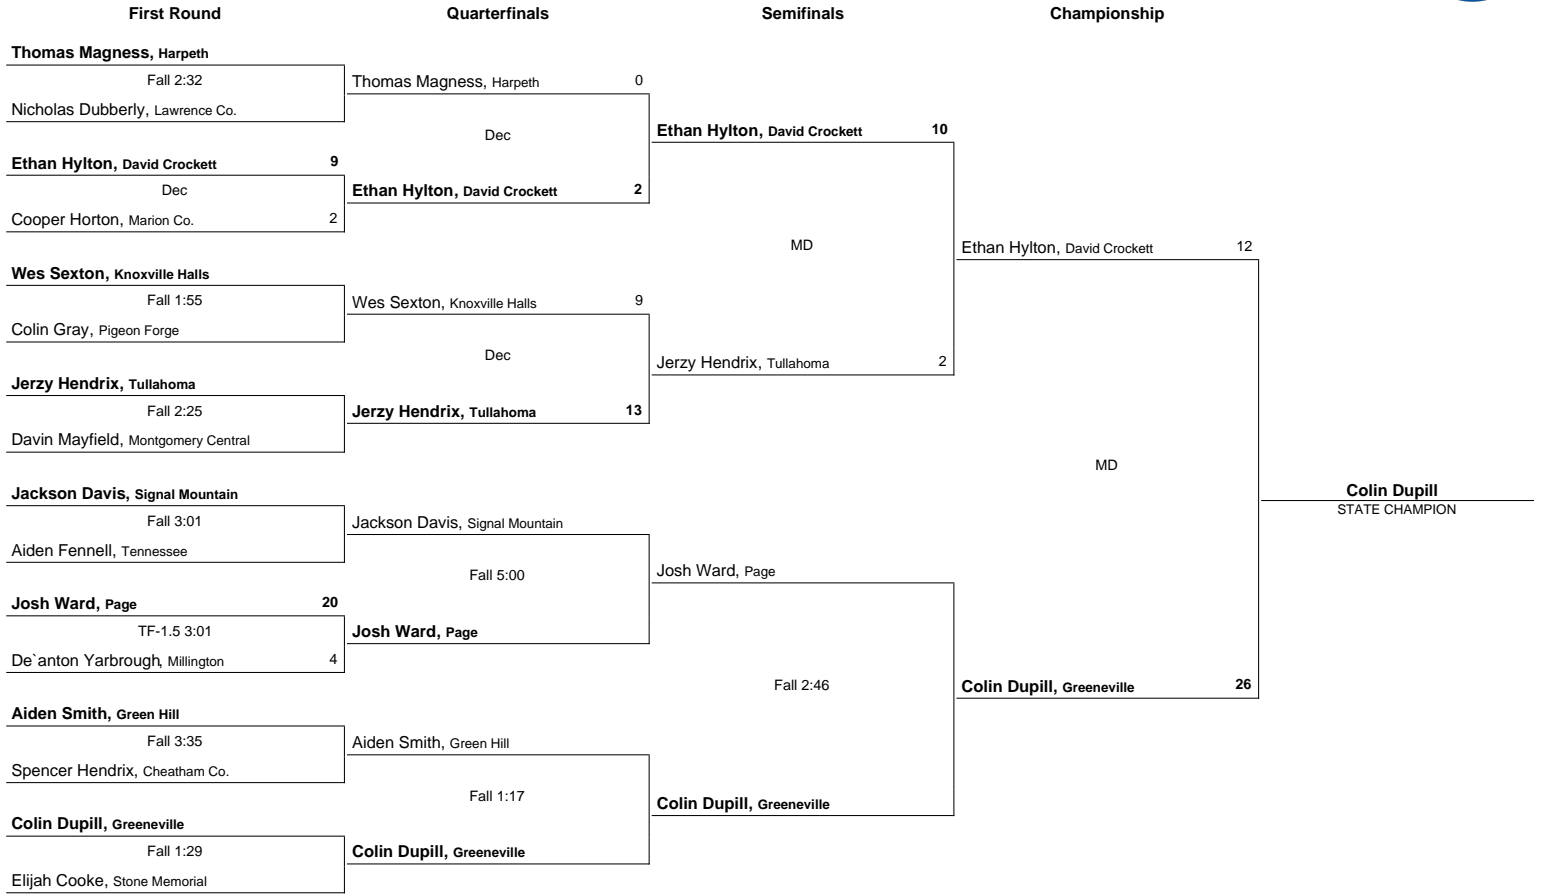 First Round
Quarterfinals
Semifinals
Championship
Thomas Magness, Harpeth
Fall 2:32
Nicholas Dubberly, Lawrence Co.
Ethan Hylton, David Crockett 9
Dec
Cooper Horton, Marion Co. 2
Wes Sexton, Knoxville Halls
Fall 1:55
Colin Gray, Pigeon Forge
Jerzy Hendrix, Tullahoma
Fall 2:25
Davin Mayfield, Montgomery Central
Jackson Davis, Signal Mountain
Fall 3:01
Aiden Fennell, Tennessee
Josh Ward, Page 20
TF-1.5 3:01
De`anton Yarbrough, Millington 4
Aiden Smith, Green Hill
Fall 3:35
Spencer Hendrix, Cheatham Co.
Colin Dupill, Greeneville
Fall 1:29
Elijah Cooke, Stone Memorial
Thomas Magness, Harpeth 0
Dec
Ethan Hylton, David Crockett 2
Wes Sexton, Knoxville Halls 9
Dec
Jerzy Hendrix, Tullahoma 13
Jackson Davis, Signal Mountain
Fall 5:00
Josh Ward, Page
Aiden Smith, Green Hill
Fall 1:17
Colin Dupill, Greeneville
Ethan Hylton, David Crockett 10
MD
Jerzy Hendrix, Tullahoma 2
Josh Ward, Page
Fall 2:46
Colin Dupill, Greeneville
Ethan Hylton, David Crockett 12
MD
Colin Dupill, Greeneville 26
Colin Dupill
STATE CHAMPION